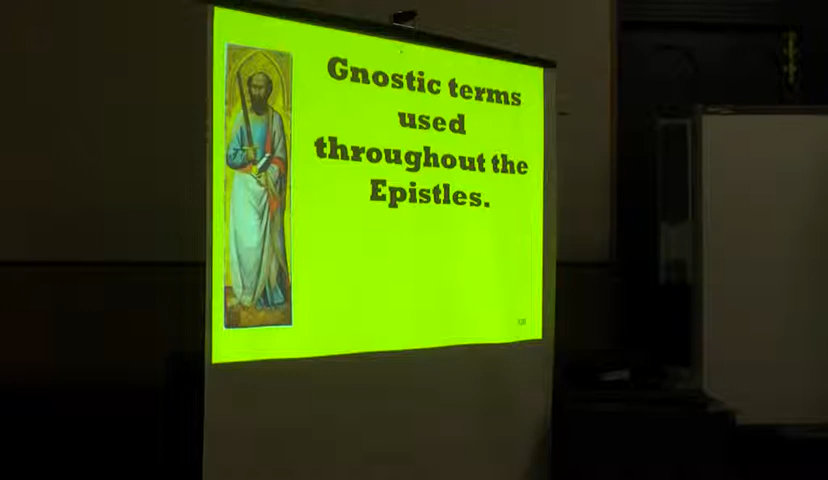 Gnostic terms
used
throughout the
Epistles.